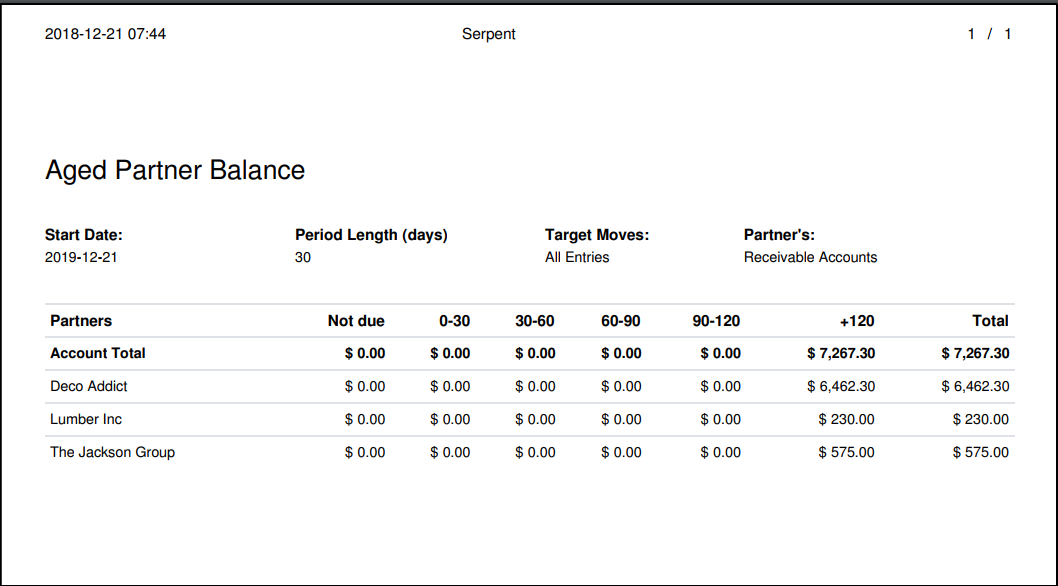 2018-12-21 07:44 Serpent 1 / 1
Aged Partner Balance
Start Date: Period Length (days) Target Moves: Partner's:
2019-12-21 30 All Entries Receivable Accounts
Partners Not due 0-30 30-60 60-90 90-120 +120 Total
Account Total $ 0.00 $ 0.00 $ 0.00 $ 0.00 $ 0.00 $ 7,267.30 $ 7,267.30
Deco Addict $ 0.00 $ 0.00 $ 0.00 $ 0.00 $ 0.00 $ 6,462.30 $ 6,462.30
Lumber Inc $ 0.00 $ 0.00 $ 0.00 $ 0.00 $ 0.00 $ 230.00 $ 230.00
The Jackson Group $ 0.00 $ 0.00 $ 0.00 $ 0.00 $ 0.00 $ 575.00 $ 575.00